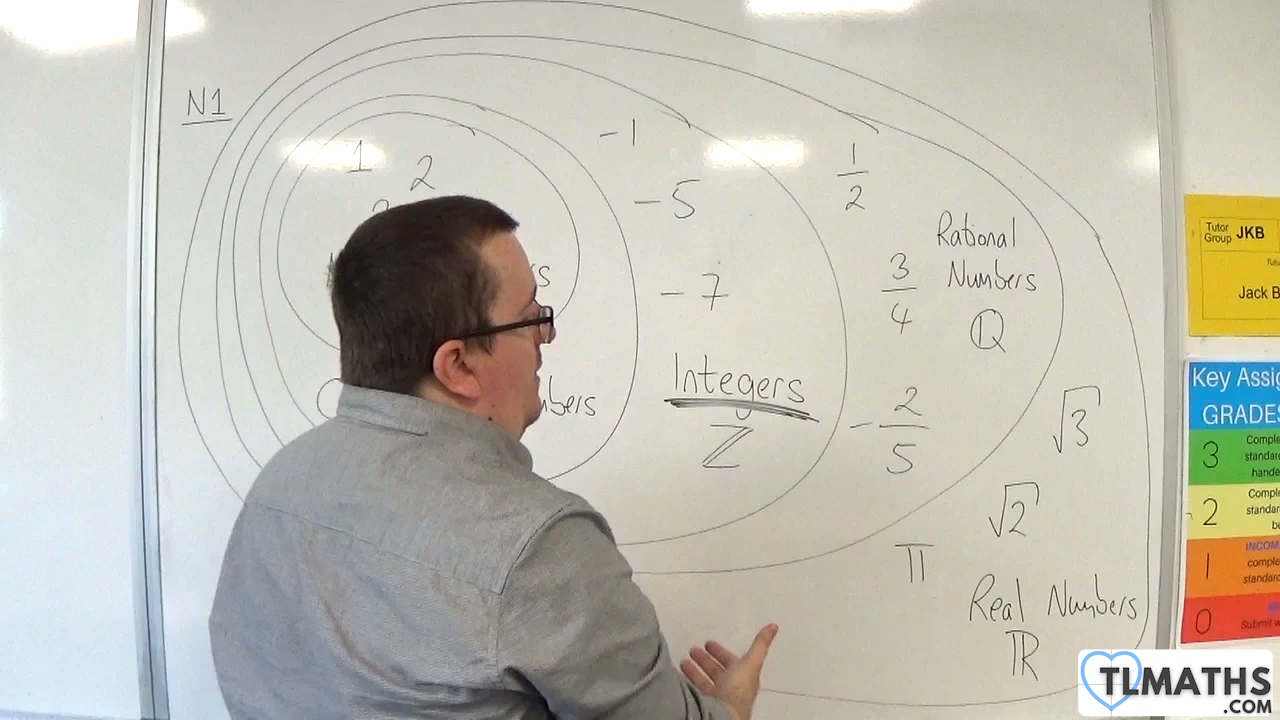 N1
1
2
-1
-5
-7
Integers
ℤ
1/2
3/4
-2/5
Rational
Numbers
ℚ
√3
√2
π
Real Numbers
ℝ
Tutor
Group JKB
Jack B
Key Assig
GRADES
3
2
1
0
Submit w
TLMATHS
.COM